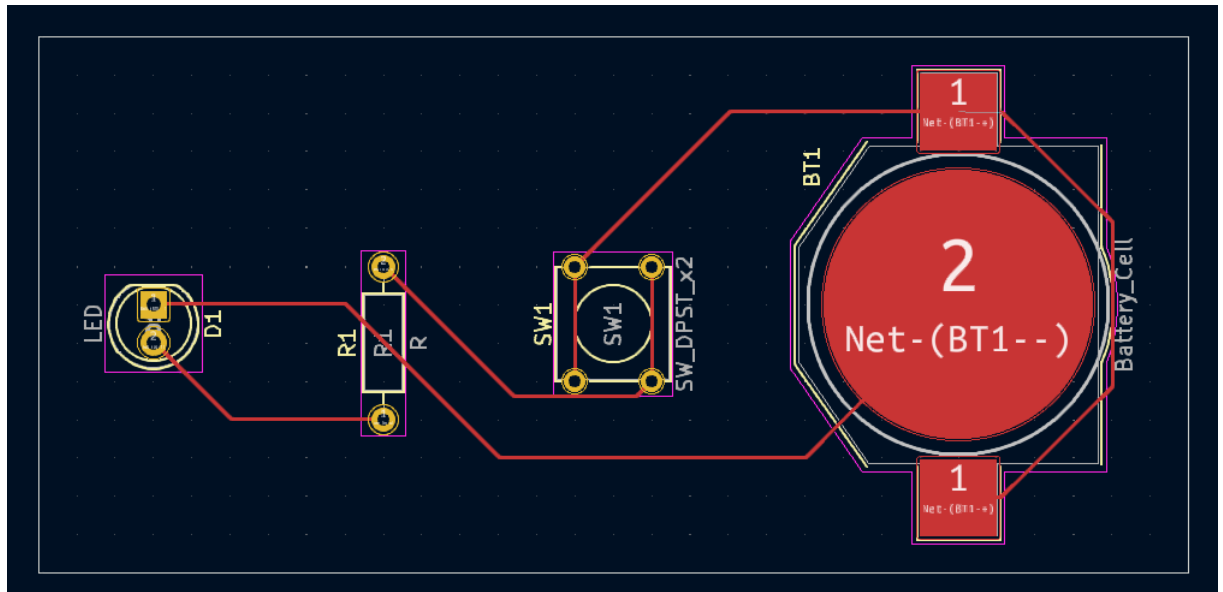 1
Net-(BT1-+)
BT1
2
Net-(BT1--)
Battery_Cell
1
Net-(BT1-+)
LED
D1
R1
R1
R
SW1
SW1
SW_DPST_x2